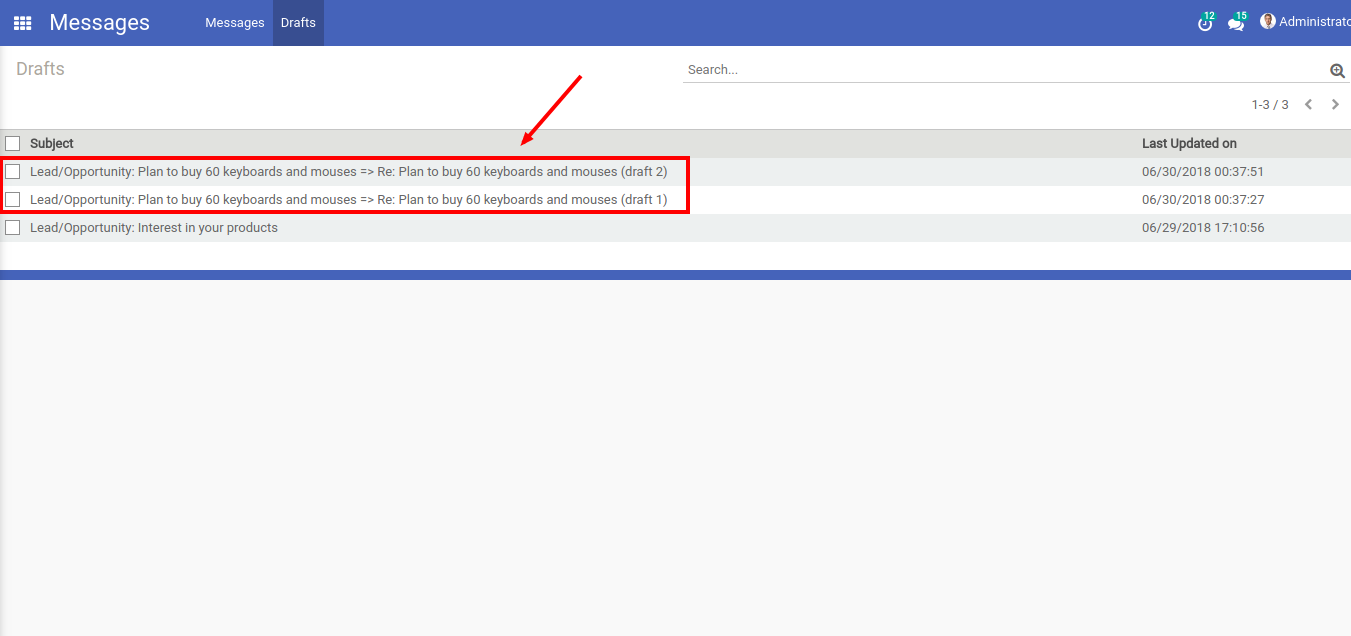 Messages Messages Drafts 12 15 Administrato
Drafts Search...
1-3 / 3
Subject Last Updated on
Lead/Opportunity: Plan to buy 60 keyboards and mouses => Re: Plan to buy 60 keyboards and mouses (draft 2) 06/30/2018 00:37:51
Lead/Opportunity: Plan to buy 60 keyboards and mouses => Re: Plan to buy 60 keyboards and mouses (draft 1) 06/30/2018 00:37:27
Lead/Opportunity: Interest in your products 06/29/2018 17:10:56